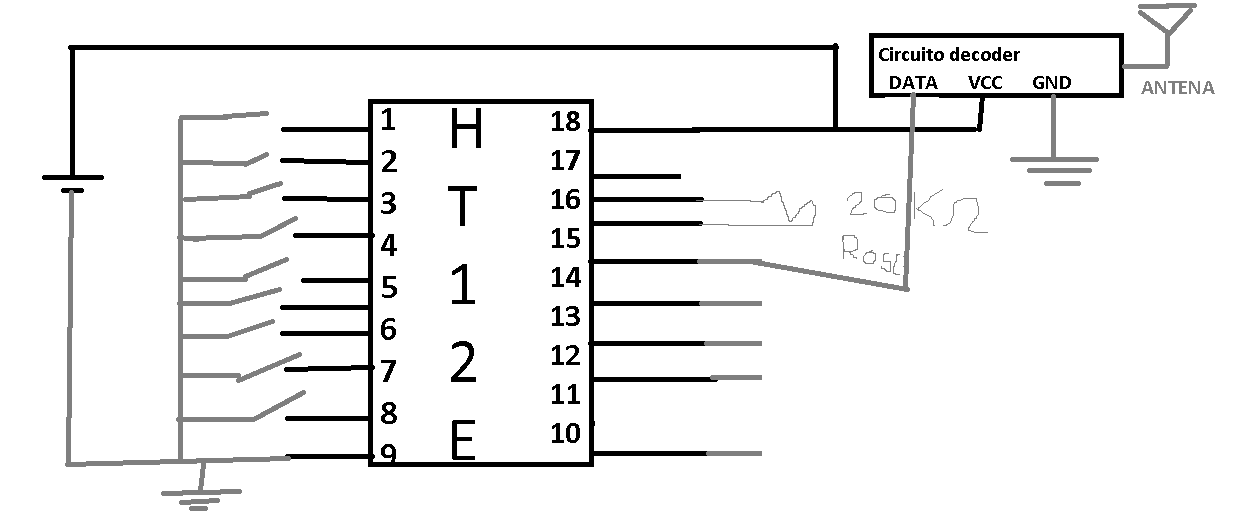 Circuito decoder
DATA VCC GND
ANTENA
1 H 18
2 17
3 T 16 20KΩ
4 15 Rosc
5 1 14
6 13
7 2 12
8 11
9 E 10